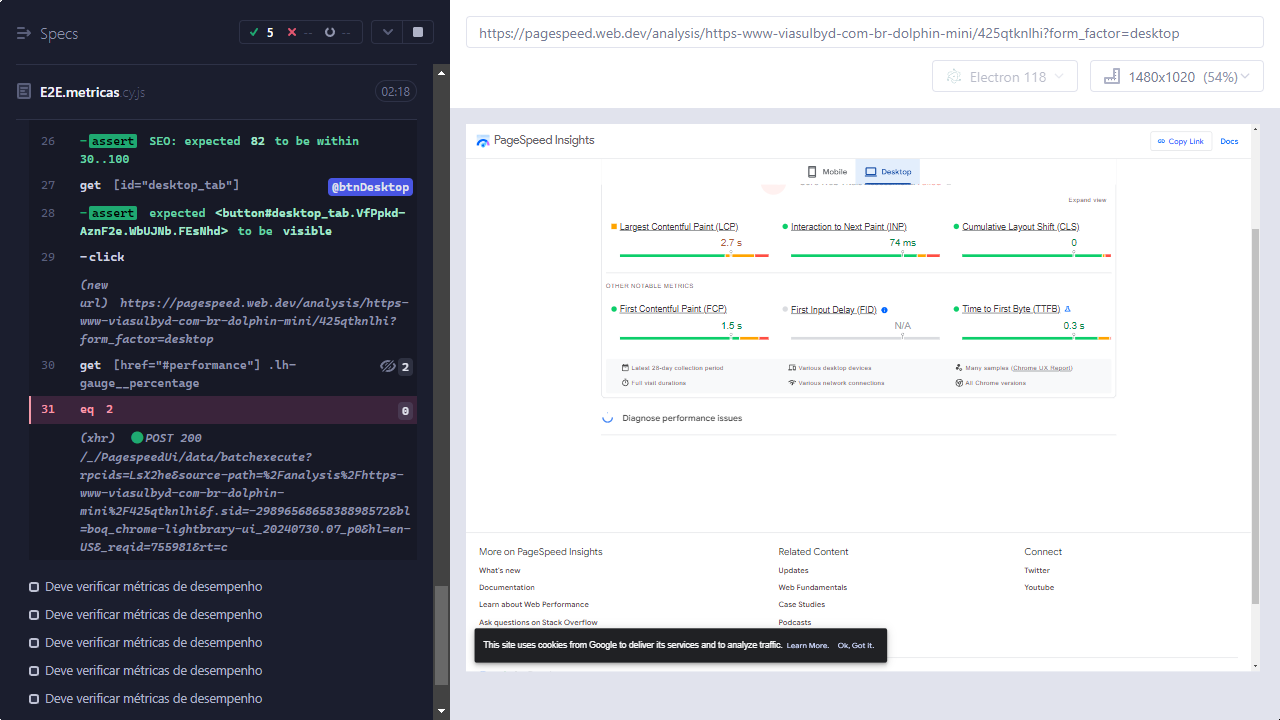 Specs
5 -- --
E2E.metricas.cy.js 02:18
26 -assert SEO: expected 82 to be within
30..100
27 get [id="desktop_tab"] @btnDesktop
28 -assert expected <button#desktop_tab.VfPpkd-
AznF2e.WbUJNb.FEsNhd> to be visible
29 -click
(new
url) https://pagespeed.web.dev/analysis/https-
www-viasulbyd-com-br-dolphin-mini/425qtknlhi?
form_factor=desktop
30 get [href="#performance"] .lh- 2
gauge__percentage
31 eq 2 0
(xhr) POST 200
/_/PagespeedUi/data/batchexecute?
rpcids=LsX2he&source-path=%2Fanalysis%2Fhttps-
www-viasulbyd-com-br-dolphin-
mini%2F425qtknlhi&f.sid=-2989656865838898572&bl
=boq_chrome-lightbrary-ui_20240730.07_p0&hl=en-
US&_reqid=755981&rt=c
Deve verificar métricas de desempenho
Deve verificar métricas de desempenho
Deve verificar métricas de desempenho
Deve verificar métricas de desempenho
Deve verificar métricas de desempenho
https://pagespeed.web.dev/analysis/https-www-viasulbyd-com-br-dolphin-mini/425qtknlhi?form_factor=desktop
Electron 118
1480x1020 (54%)
PageSpeed Insights
Copy Link
Docs
Mobile
Desktop
Expand view
Largest Contentful Paint (LCP)
2.7 s
Interaction to Next Paint (INP)
74 ms
Cumulative Layout Shift (CLS)
0
OTHER NOTABLE METRICS
First Contentful Paint (FCP)
1.5 s
First Input Delay (FID)
N/A
Time to First Byte (TTFB)
0.3 s
Latest 28-day collection period
Various desktop devices
Many samples (Chrome UX Report)
Full visit durations
Various network connections
All Chrome versions
Diagnose performance issues
More on PageSpeed Insights
What's new
Documentation
Learn about Web Performance
Ask questions on Stack Overflow
Related Content
Updates
Web Fundamentals
Case Studies
Podcasts
Connect
Twitter
Youtube
This site uses cookies from Google to deliver its services and to analyze traffic. Learn More. Ok, Got It.